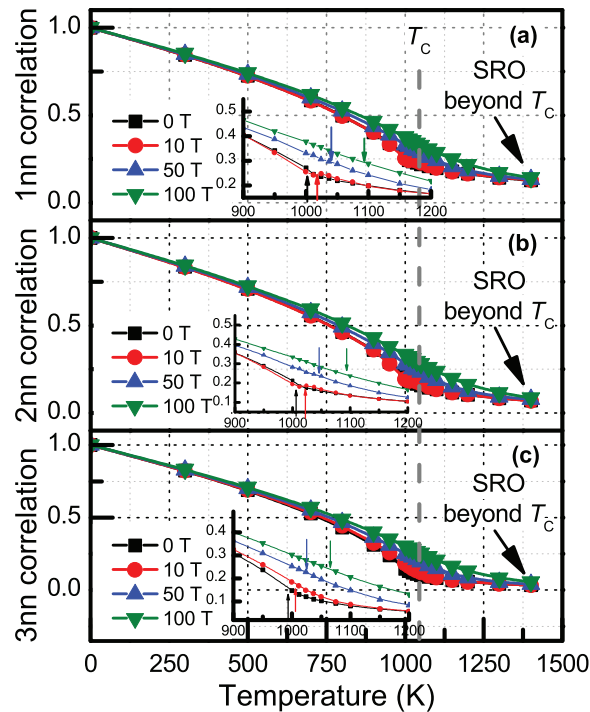 1nn correlation
1.0
0.5
0.0
(a)
T_C
SRO
beyond T_C
0 T
10 T
50 T
100 T
0.5
0.4
0.3
0.2
900 1000 1100 1200
2nn correlation
1.0
0.5
0.0
(b)
SRO
beyond T_C
0 T
10 T
50 T
100 T
0.5
0.4
0.3
0.2
0.1
900 1000 1100 1200
3nn correlation
1.0
0.5
0.0
(c)
SRO
beyond T_C
0 T
10 T
50 T
100 T
0.4
0.3
0.2
0.1
900 1000 1100 1200
0 250 500 750 1000 1250 1500
Temperature (K)